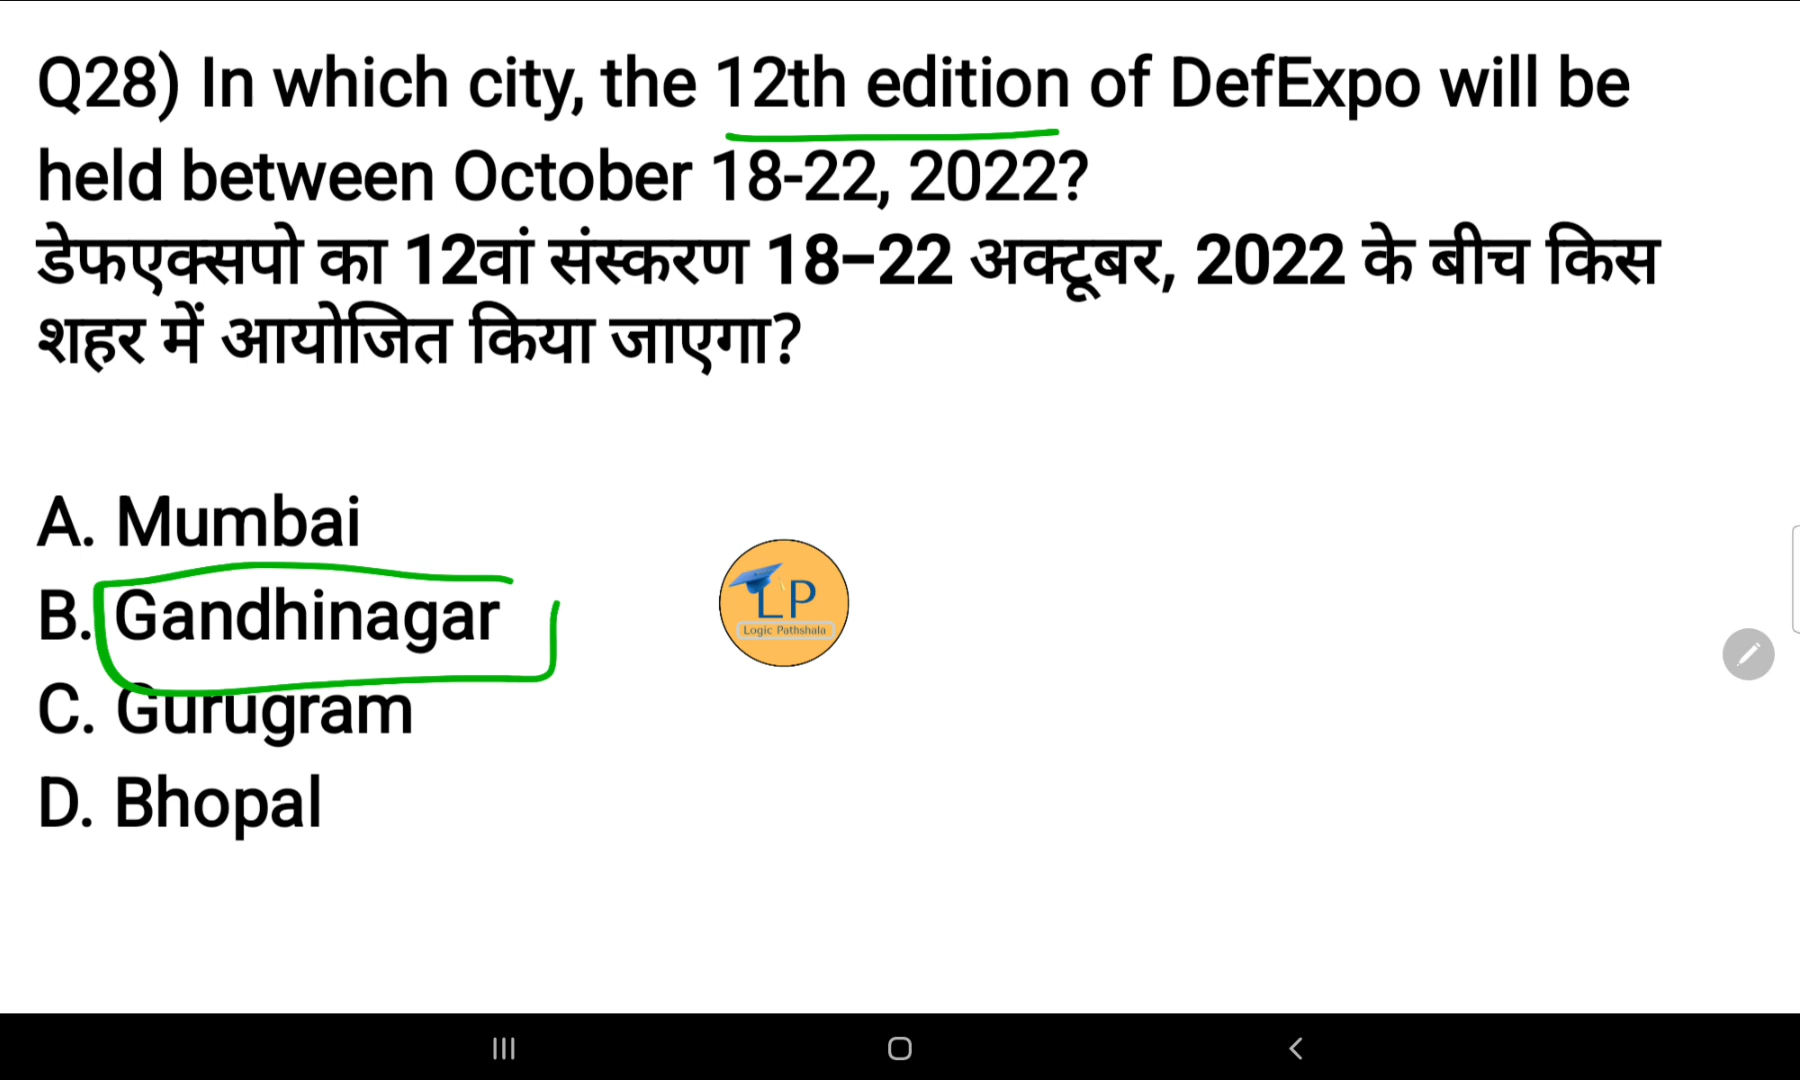 Q28) In which city, the 12th edition of DefExpo will be
held between October 18-22, 2022?
डेफएक्सपो का 12वां संस्करण 18-22 अक्टूबर, 2022 के बीच किस
शहर में आयोजित किया जाएगा?
A. Mumbai
B. Gandhinagar
C. Gurugram
D. Bhopal
LP
Logic Pathshala